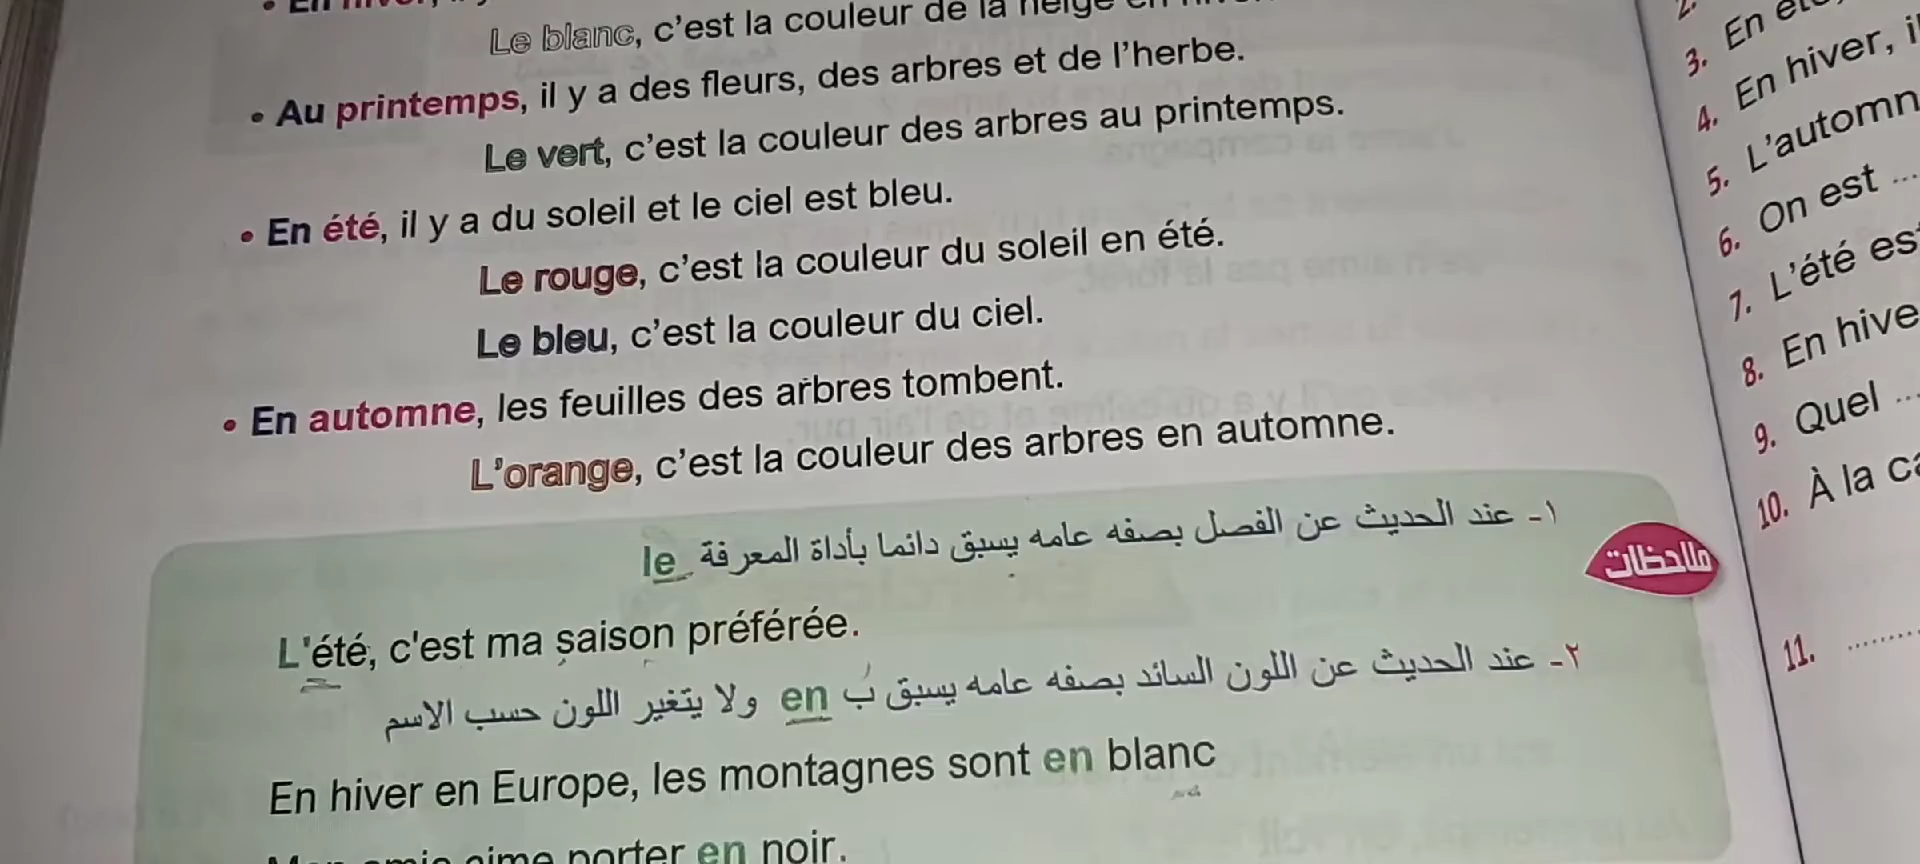 Le blanc, c'est la couleur de la neige en
• Au printemps, il y a des fleurs, des arbres et de l'herbe.
Le vert, c'est la couleur des arbres au printemps.
• En été, il y a du soleil et le ciel est bleu.
Le rouge, c'est la couleur du soleil en été.
Le bleu, c'est la couleur du ciel.
• En automne, les feuilles des arbres tombent.
L'orange, c'est la couleur des arbres en automne.
ملاحظات
١- عند الحديث عن الفصل بصفه عامه يسبق دائما بأداة المعرفة le
L'été, c'est ma saison préférée.
٢- عند الحديث عن اللون السائد بصفه عامه يسبق ب en ولا يتغير اللون حسب الاسم
En hiver en Europe, les montagnes sont en blanc
aime porter en noir.
3. En
4. En hiver,
5. L'automn
6. On est ...
7. L'été es
8. En hive
9. Quel ...
10. À la ca
11. ........